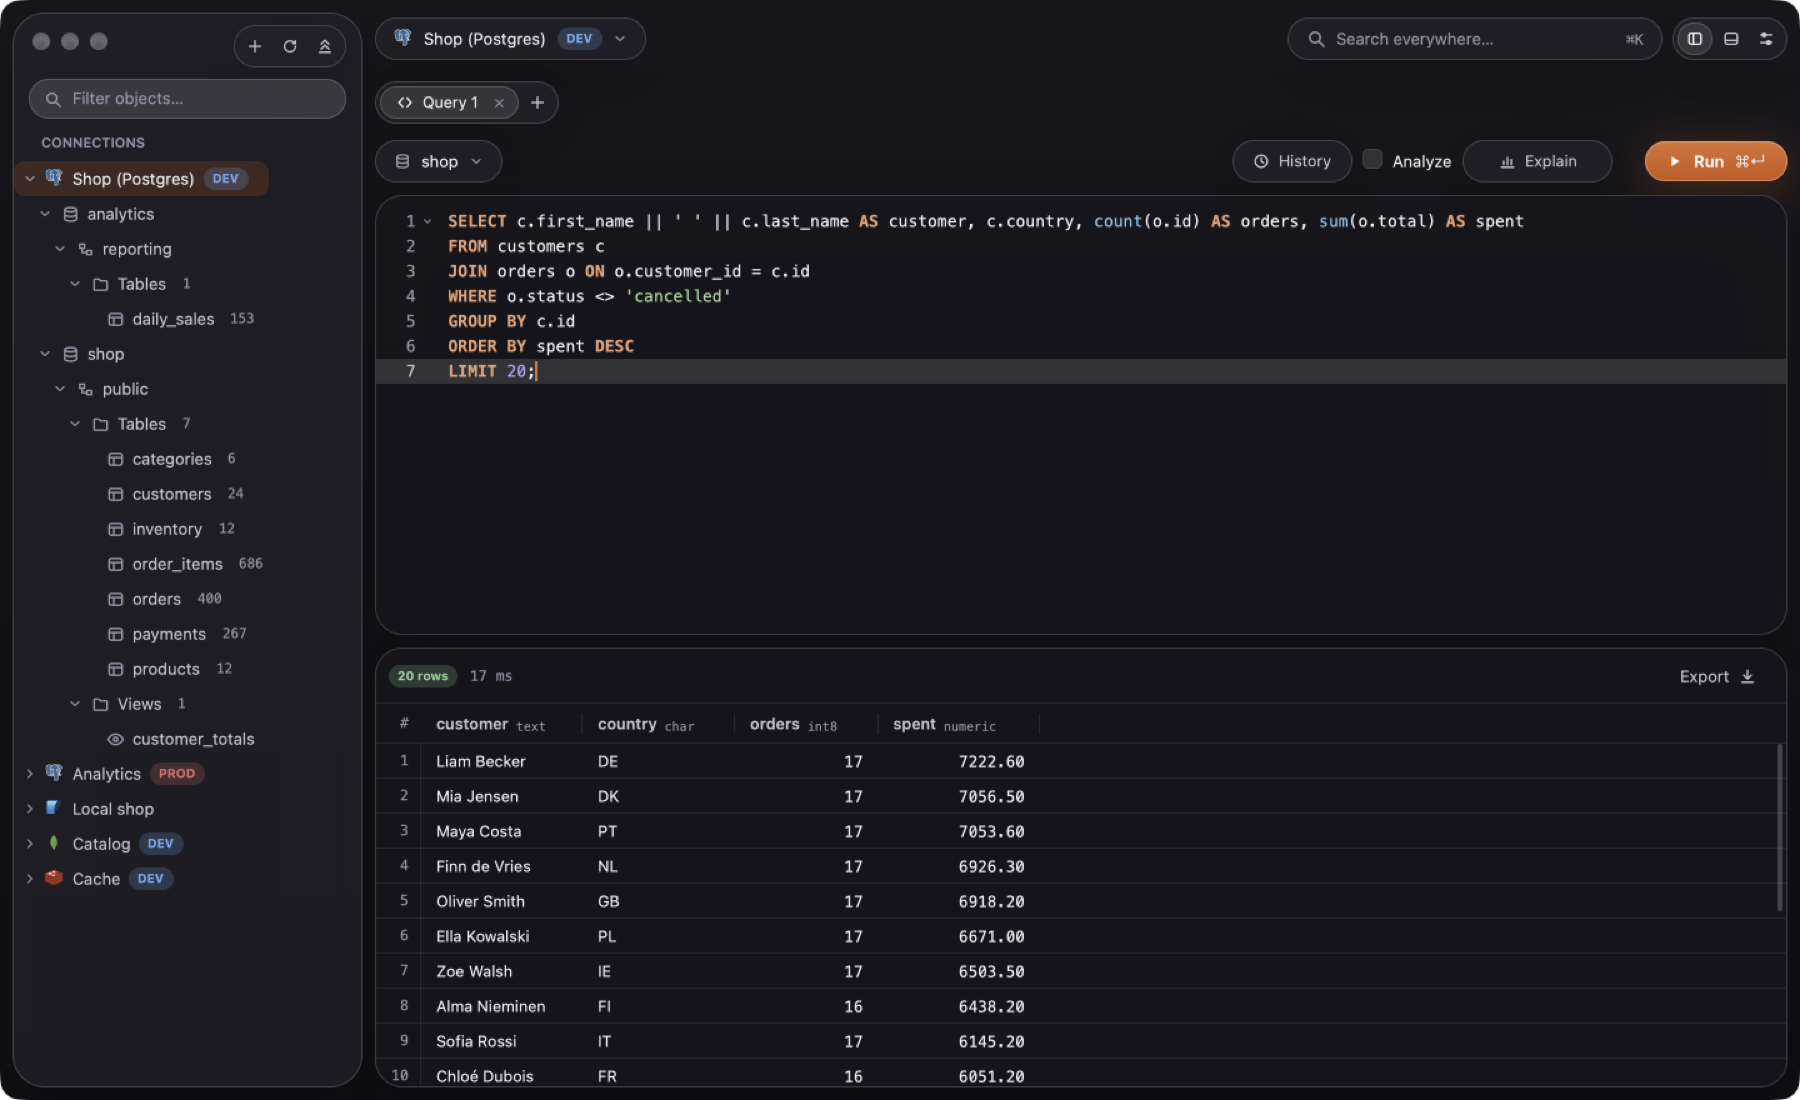 Filter objects...
CONNECTIONS
Shop (Postgres) DEV
analytics
reporting
Tables 1
daily_sales 153
shop
public
Tables 7
categories 6
customers 24
inventory 12
order_items 686
orders 400
payments 267
products 12
Views 1
customer_totals
Analytics PROD
Local shop
Catalog DEV
Cache DEV
Shop (Postgres) DEV
Search everywhere... ⌘K
Query 1
shop
History
Analyze
Explain
Run ⌘↵
1 SELECT c.first_name || ' ' || c.last_name AS customer, c.country, count(o.id) AS orders, sum(o.total) AS spent
2 FROM customers c
3 JOIN orders o ON o.customer_id = c.id
4 WHERE o.status <> 'cancelled'
5 GROUP BY c.id
6 ORDER BY spent DESC
7 LIMIT 20;
20 rows 17 ms
Export
# customer text country char orders int8 spent numeric
1 Liam Becker DE 17 7222.60
2 Mia Jensen DK 17 7056.50
3 Maya Costa PT 17 7053.60
4 Finn de Vries NL 17 6926.30
5 Oliver Smith GB 17 6918.20
6 Ella Kowalski PL 17 6671.00
7 Zoe Walsh IE 17 6503.50
8 Alma Nieminen FI 16 6438.20
9 Sofia Rossi IT 17 6145.20
10 Chloé Dubois FR 16 6051.20